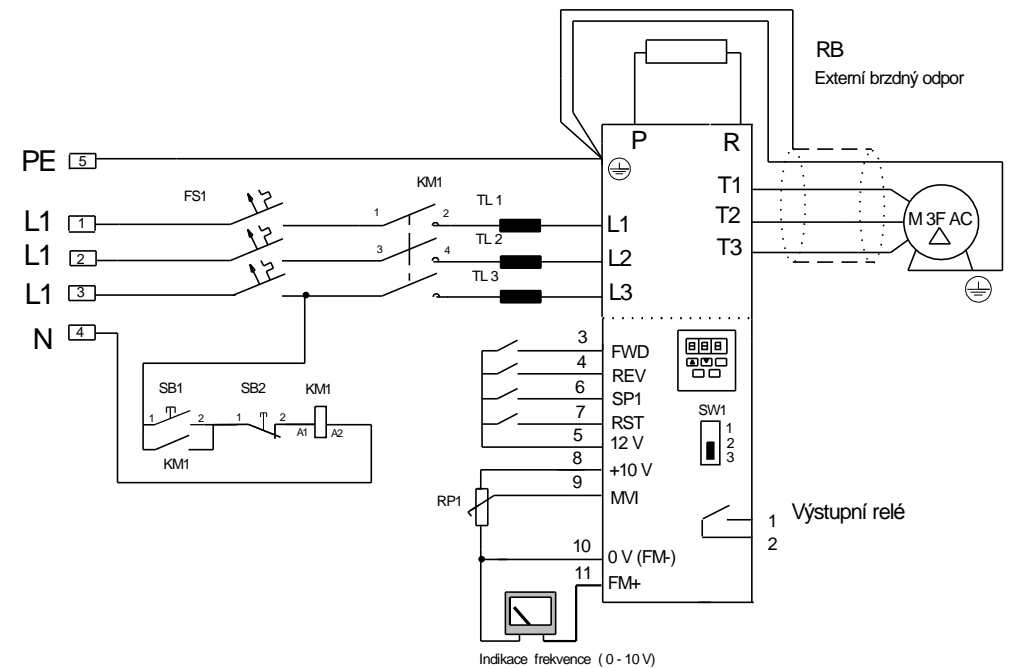 RB
Externí brzdný odpor
P R
PE 5
T1
FS1 KM1 TL 1
L1 1 1 2 L1
T2 M 3F AC
TL 2
L1 2 3 4 L2
T3
TL 3
L1 3 L3
N 4
3 FWD
4 REV
6 SP1
7 RST
5 12 V
8 +10 V
9 MVI
888
SW1
1
2
3
SB1 SB2 KM1
1 2 1 2 A1 A2
KM1
RP1
1 Výstupní relé
2
10 0 V (FM-)
11 FM+
Indikace frekvence ( 0 - 10 V)